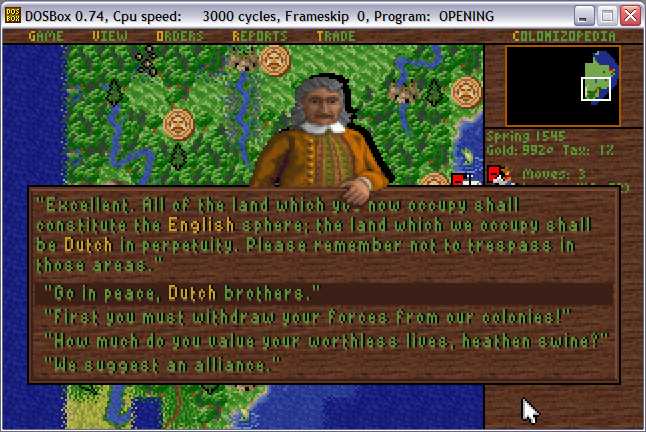 DOSBox 0.74, Cpu speed: 3000 cycles, Frameskip 0, Program: OPENING
GAME VIEW ORDERS REPORTS TRADE COLONIZOPEDIA
Spring 1545
Gold: 992 Tax: 1%
Moves: 3
"Excellent. All of the land which you now occupy shall
constitute the English sphere; the land which we occupy shall
be Dutch in perpetuity. Please remember not to trespass in
those areas."
"Go in peace, Dutch brothers."
"First you must withdraw your forces from our colonies!"
"How much do you value your worthless lives, heathen swine?"
"We suggest an alliance."